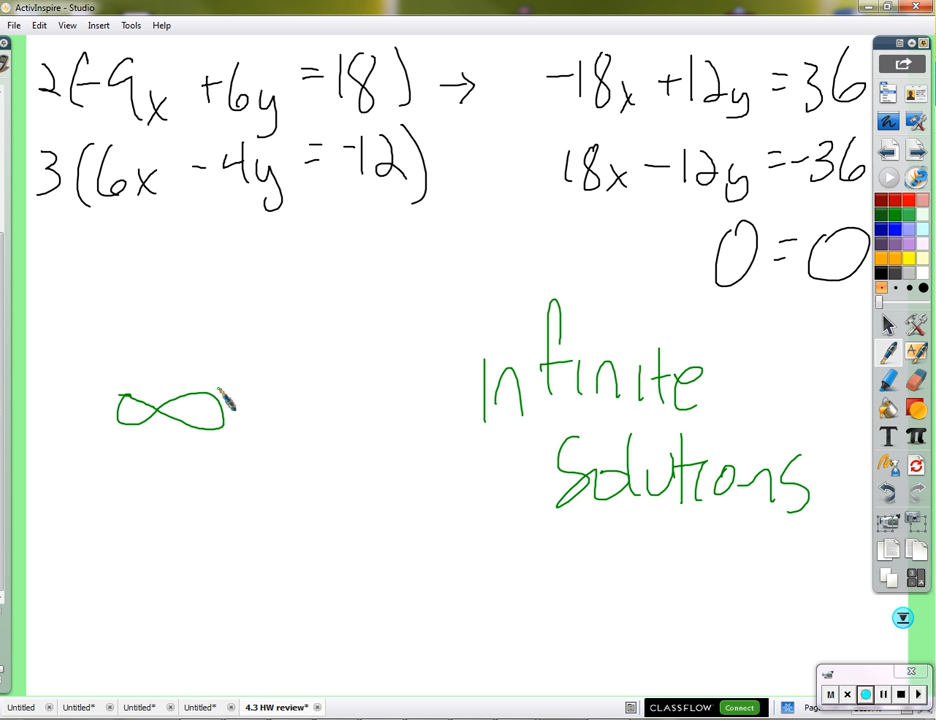 ActivInspire - Studio
File Edit View Insert Tools Help
2(-9x +6y =18) → -18x +12y = 36
3(6x - 4y = -12) 18x - 12y = -36
0 = 0
∞
Infinite
Solutions
Untitled Untitled* Untitled* Untitled* 4.3 HW review* CLASSFLOW Connect
M